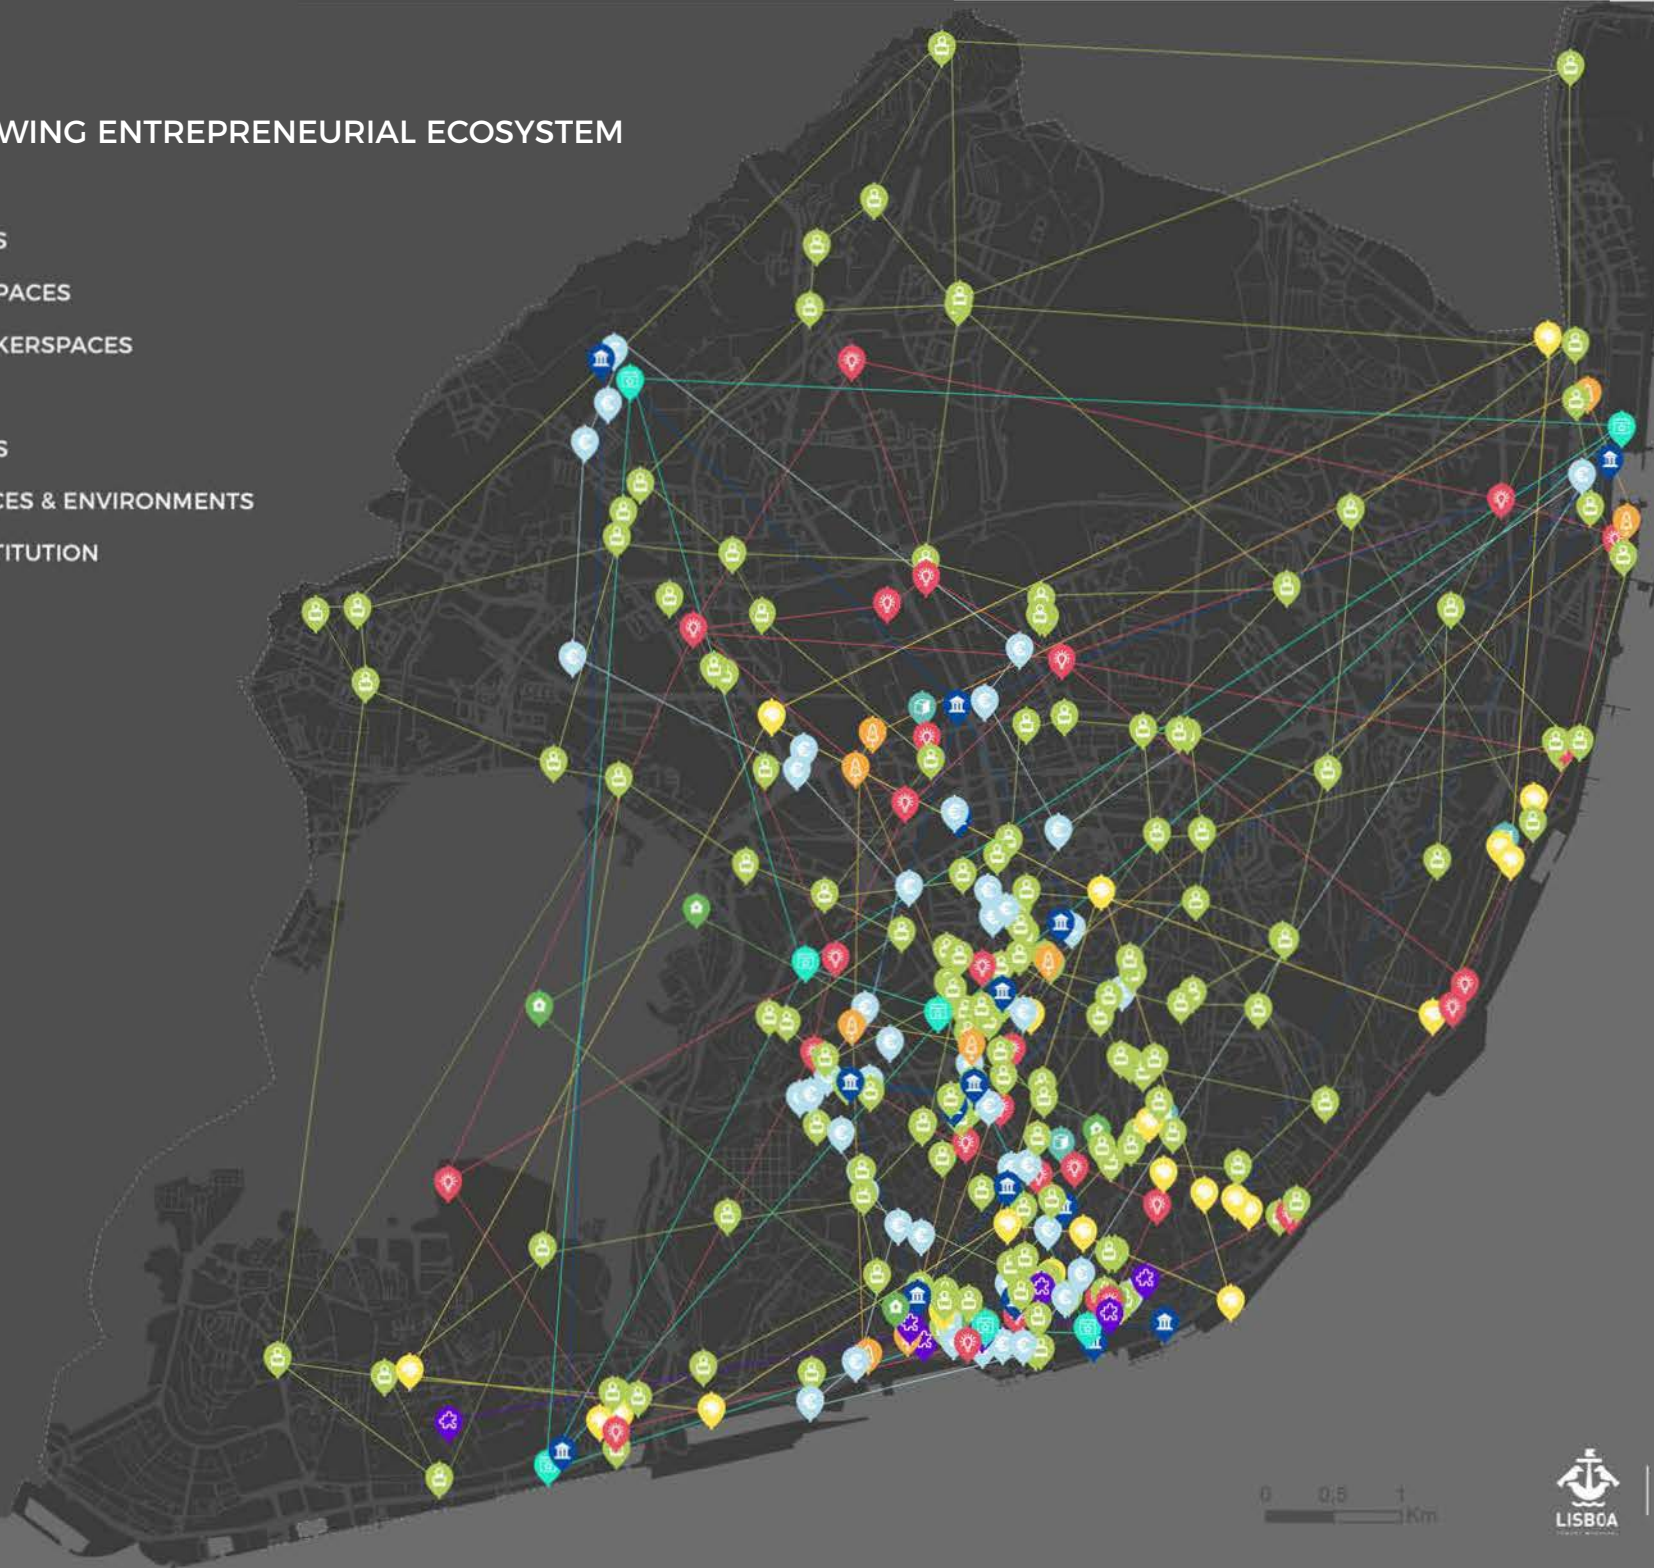 WING ENTREPRENEURIAL ECOSYSTEM
S
PACES
KERSPACES
S
CES & ENVIRONMENTS
TITUTION
0 0,5 1
Km
LISBOA